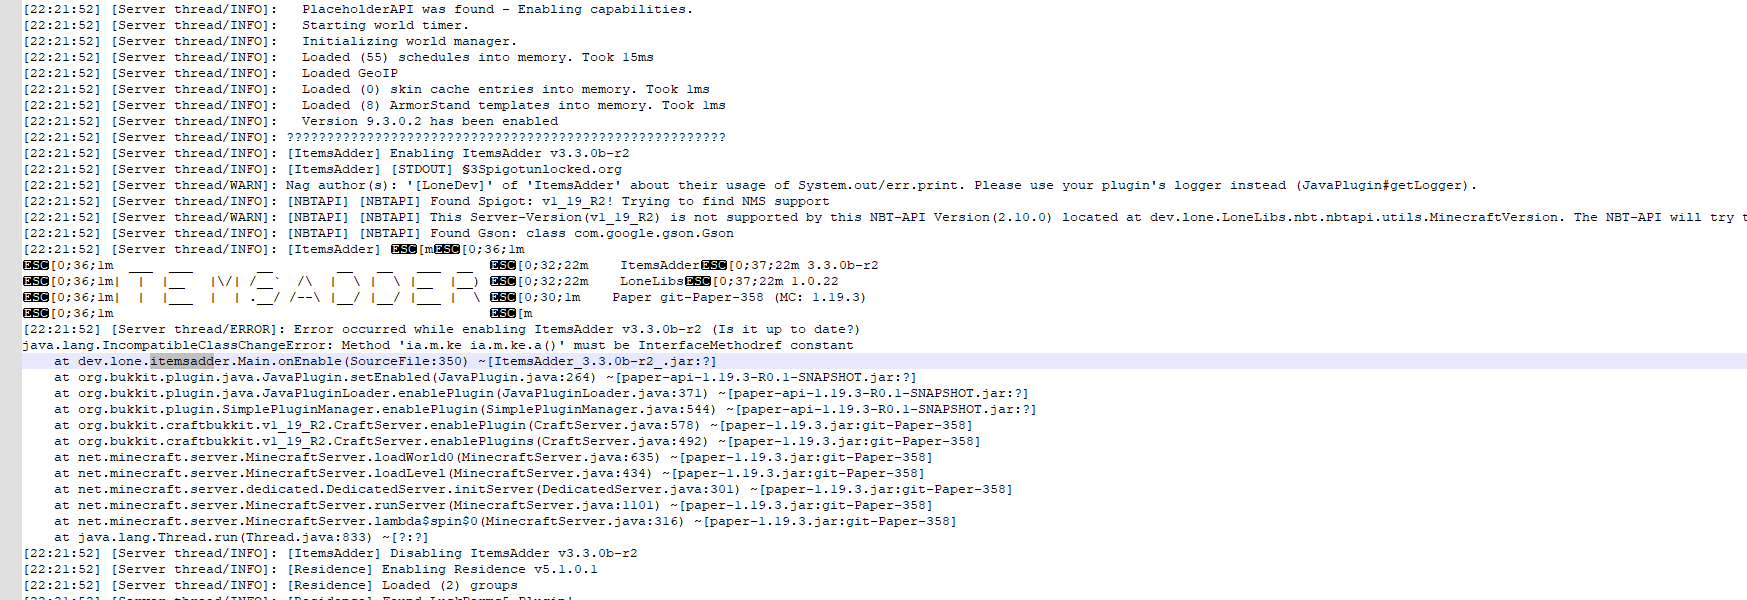 [22:21:52] [Server thread/INFO]:   PlaceholderAPI was found - Enabling capabilities.
[22:21:52] [Server thread/INFO]:   Starting world timer.
[22:21:52] [Server thread/INFO]:   Initializing world manager.
[22:21:52] [Server thread/INFO]:   Loaded (55) schedules into memory. Took 15ms
[22:21:52] [Server thread/INFO]:   Loaded GeoIP
[22:21:52] [Server thread/INFO]:   Loaded (0) skin cache entries into memory. Took 1ms
[22:21:52] [Server thread/INFO]:   Loaded (8) ArmorStand templates into memory. Took 1ms
[22:21:52] [Server thread/INFO]:   Version 9.3.0.2 has been enabled
[22:21:52] [Server thread/INFO]: ???????????????????????????????????????????????????????
[22:21:52] [Server thread/INFO]: [ItemsAdder] Enabling ItemsAdder v3.3.0b-r2
[22:21:52] [Server thread/INFO]: [ItemsAdder] [STDOUT] §3Spigotunlocked.org
[22:21:52] [Server thread/WARN]: Nag author(s): '[LoneDev]' of 'ItemsAdder' about their usage of System.out/err.print. Please use your plugin's logger instead (JavaPlugin#getLogger).
[22:21:52] [Server thread/INFO]: [NBTAPI] [NBTAPI] Found Spigot: v1_19_R2! Trying to find NMS support
[22:21:52] [Server thread/WARN]: [NBTAPI] [NBTAPI] This Server-Version(v1_19_R2) is not supported by this NBT-API Version(2.10.0) located at dev.lone.LoneLibs.nbt.nbtapi.utils.MinecraftVersion. The NBT-API will try t
[22:21:52] [Server thread/INFO]: [NBTAPI] [NBTAPI] Found Gson: class com.google.gson.Gson
[22:21:52] [Server thread/INFO]: [ItemsAdder] ESC[mESC[0;36;1m
ESC[0;36;1m  ___  ___        __        __   __   ___  __  ESC[0;32;22m    ItemsAdderESC[0;37;22m 3.3.0b-r2
ESC[0;36;1m|  |  |__   |\/| /__`  /\  |  \ |  \ |__  |__) ESC[0;32;22m    LoneLibsESC[0;37;22m 1.0.22
ESC[0;36;1m|  |  |___  |  | .__/ /--\ |__/ |__/ |___ |  \ ESC[0;30;1m    Paper git-Paper-358 (MC: 1.19.3)
ESC[0;36;1m                                               ESC[m
[22:21:52] [Server thread/ERROR]: Error occurred while enabling ItemsAdder v3.3.0b-r2 (Is it up to date?)
java.lang.IncompatibleClassChangeError: Method 'ia.m.ke ia.m.ke.a()' must be InterfaceMethodref constant
    at dev.lone.itemsadder.Main.onEnable(SourceFile:350) ~[ItemsAdder_3.3.0b-r2_.jar:?]
    at org.bukkit.plugin.java.JavaPlugin.setEnabled(JavaPlugin.java:264) ~[paper-api-1.19.3-R0.1-SNAPSHOT.jar:?]
    at org.bukkit.plugin.java.JavaPluginLoader.enablePlugin(JavaPluginLoader.java:371) ~[paper-api-1.19.3-R0.1-SNAPSHOT.jar:?]
    at org.bukkit.plugin.SimplePluginManager.enablePlugin(SimplePluginManager.java:544) ~[paper-api-1.19.3-R0.1-SNAPSHOT.jar:?]
    at org.bukkit.craftbukkit.v1_19_R2.CraftServer.enablePlugin(CraftServer.java:578) ~[paper-1.19.3.jar:git-Paper-358]
    at org.bukkit.craftbukkit.v1_19_R2.CraftServer.enablePlugins(CraftServer.java:492) ~[paper-1.19.3.jar:git-Paper-358]
    at net.minecraft.server.MinecraftServer.loadWorld0(MinecraftServer.java:635) ~[paper-1.19.3.jar:git-Paper-358]
    at net.minecraft.server.MinecraftServer.loadLevel(MinecraftServer.java:434) ~[paper-1.19.3.jar:git-Paper-358]
    at net.minecraft.server.dedicated.DedicatedServer.initServer(DedicatedServer.java:301) ~[paper-1.19.3.jar:git-Paper-358]
    at net.minecraft.server.MinecraftServer.runServer(MinecraftServer.java:1101) ~[paper-1.19.3.jar:git-Paper-358]
    at net.minecraft.server.MinecraftServer.lambda$spin$0(MinecraftServer.java:316) ~[paper-1.19.3.jar:git-Paper-358]
    at java.lang.Thread.run(Thread.java:833) ~[?:?]
[22:21:52] [Server thread/INFO]: [ItemsAdder] Disabling ItemsAdder v3.3.0b-r2
[22:21:52] [Server thread/INFO]: [Residence] Enabling Residence v5.1.0.1
[22:21:52] [Server thread/INFO]: [Residence] Loaded (2) groups